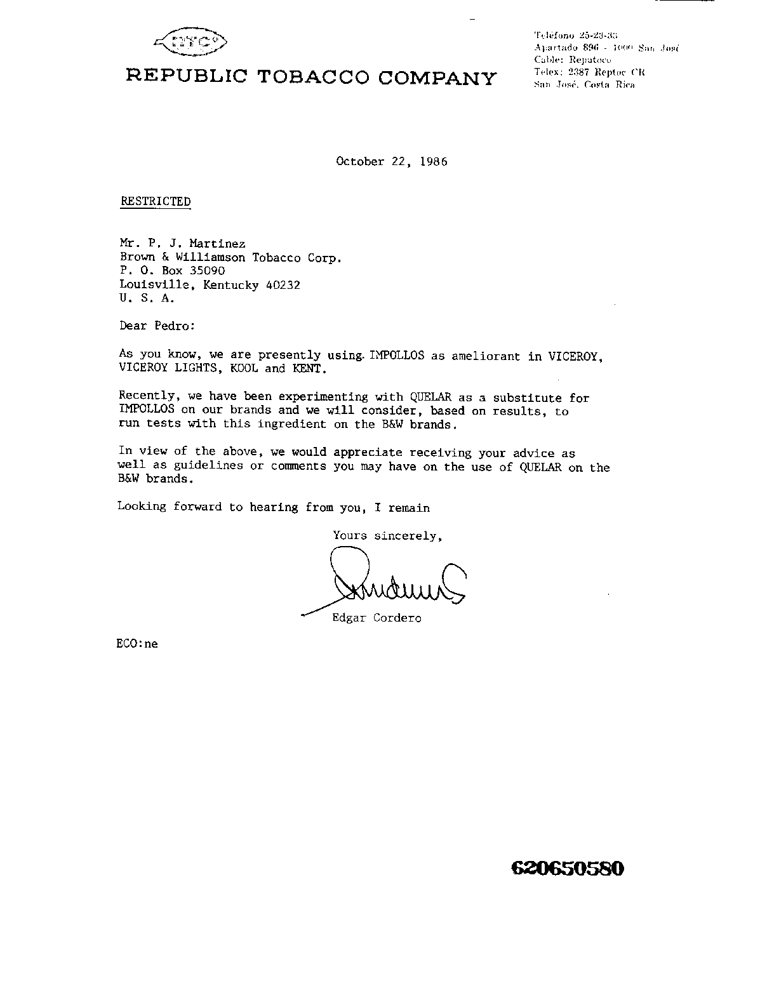 REPUBLIC TOBACCO COMPANY
Teléfono 25-23-33
Apartado 896 - 1000 San José
Cable: Repatoco
Telex: 2387 Reptoc CR
San José, Costa Rica
October 22, 1986
RESTRICTED
Mr. P. J. Martinez
Brown & Williamson Tobacco Corp.
P. O. Box 35090
Louisville, Kentucky 40232
U. S. A.
Dear Pedro:
As you know, we are presently using IMPOLLOS as ameliorant in VICEROY,
VICEROY LIGHTS, KOOL and KENT.
Recently, we have been experimenting with QUELAR as a substitute for
IMPOLLOS on our brands and we will consider, based on results, to
run tests with this ingredient on the B&W brands.
In view of the above, we would appreciate receiving your advice as
well as guidelines or comments you may have on the use of QUELAR on the
B&W brands.
Looking forward to hearing from you, I remain
Yours sincerely,
Edgar Cordero
ECO:ne
620650580